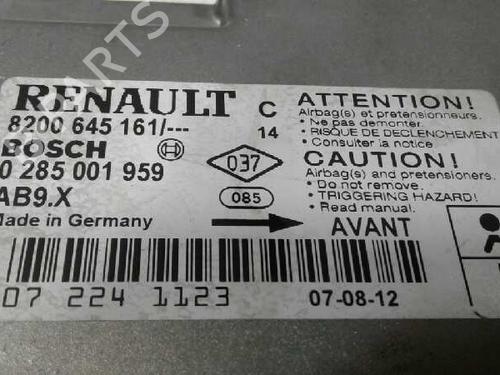 PARTS
RENAULT C
8200 645 161/--- 14
BOSCH
0 285 001 959 037
AB9.X 085
Made in Germany
07 224 1123
ATTENTION!
Airbag(s) et pretensionneurs.
• Ne pas demonter.
• RISQUE DE DECLENCHEMENT
• Consulter la notice.
CAUTION!
Airbag(s) and pretensioners.
• Do not remove.
• TRIGGERING HAZARD!
• Read manual.
AVANT
07-08-12